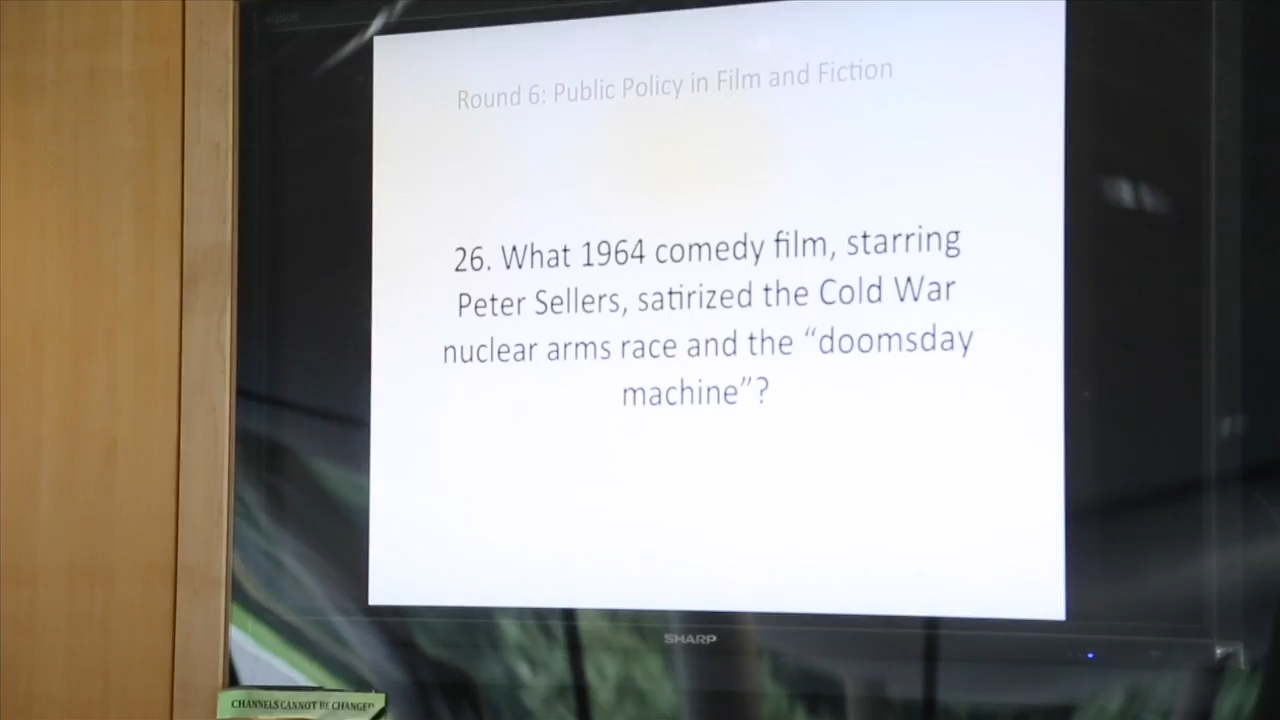 Round 6: Public Policy in Film and Fiction
26. What 1964 comedy film, starring
Peter Sellers, satirized the Cold War
nuclear arms race and the “doomsday
machine”?
SHARP
CHANNELS CANNOT BE CHANGED